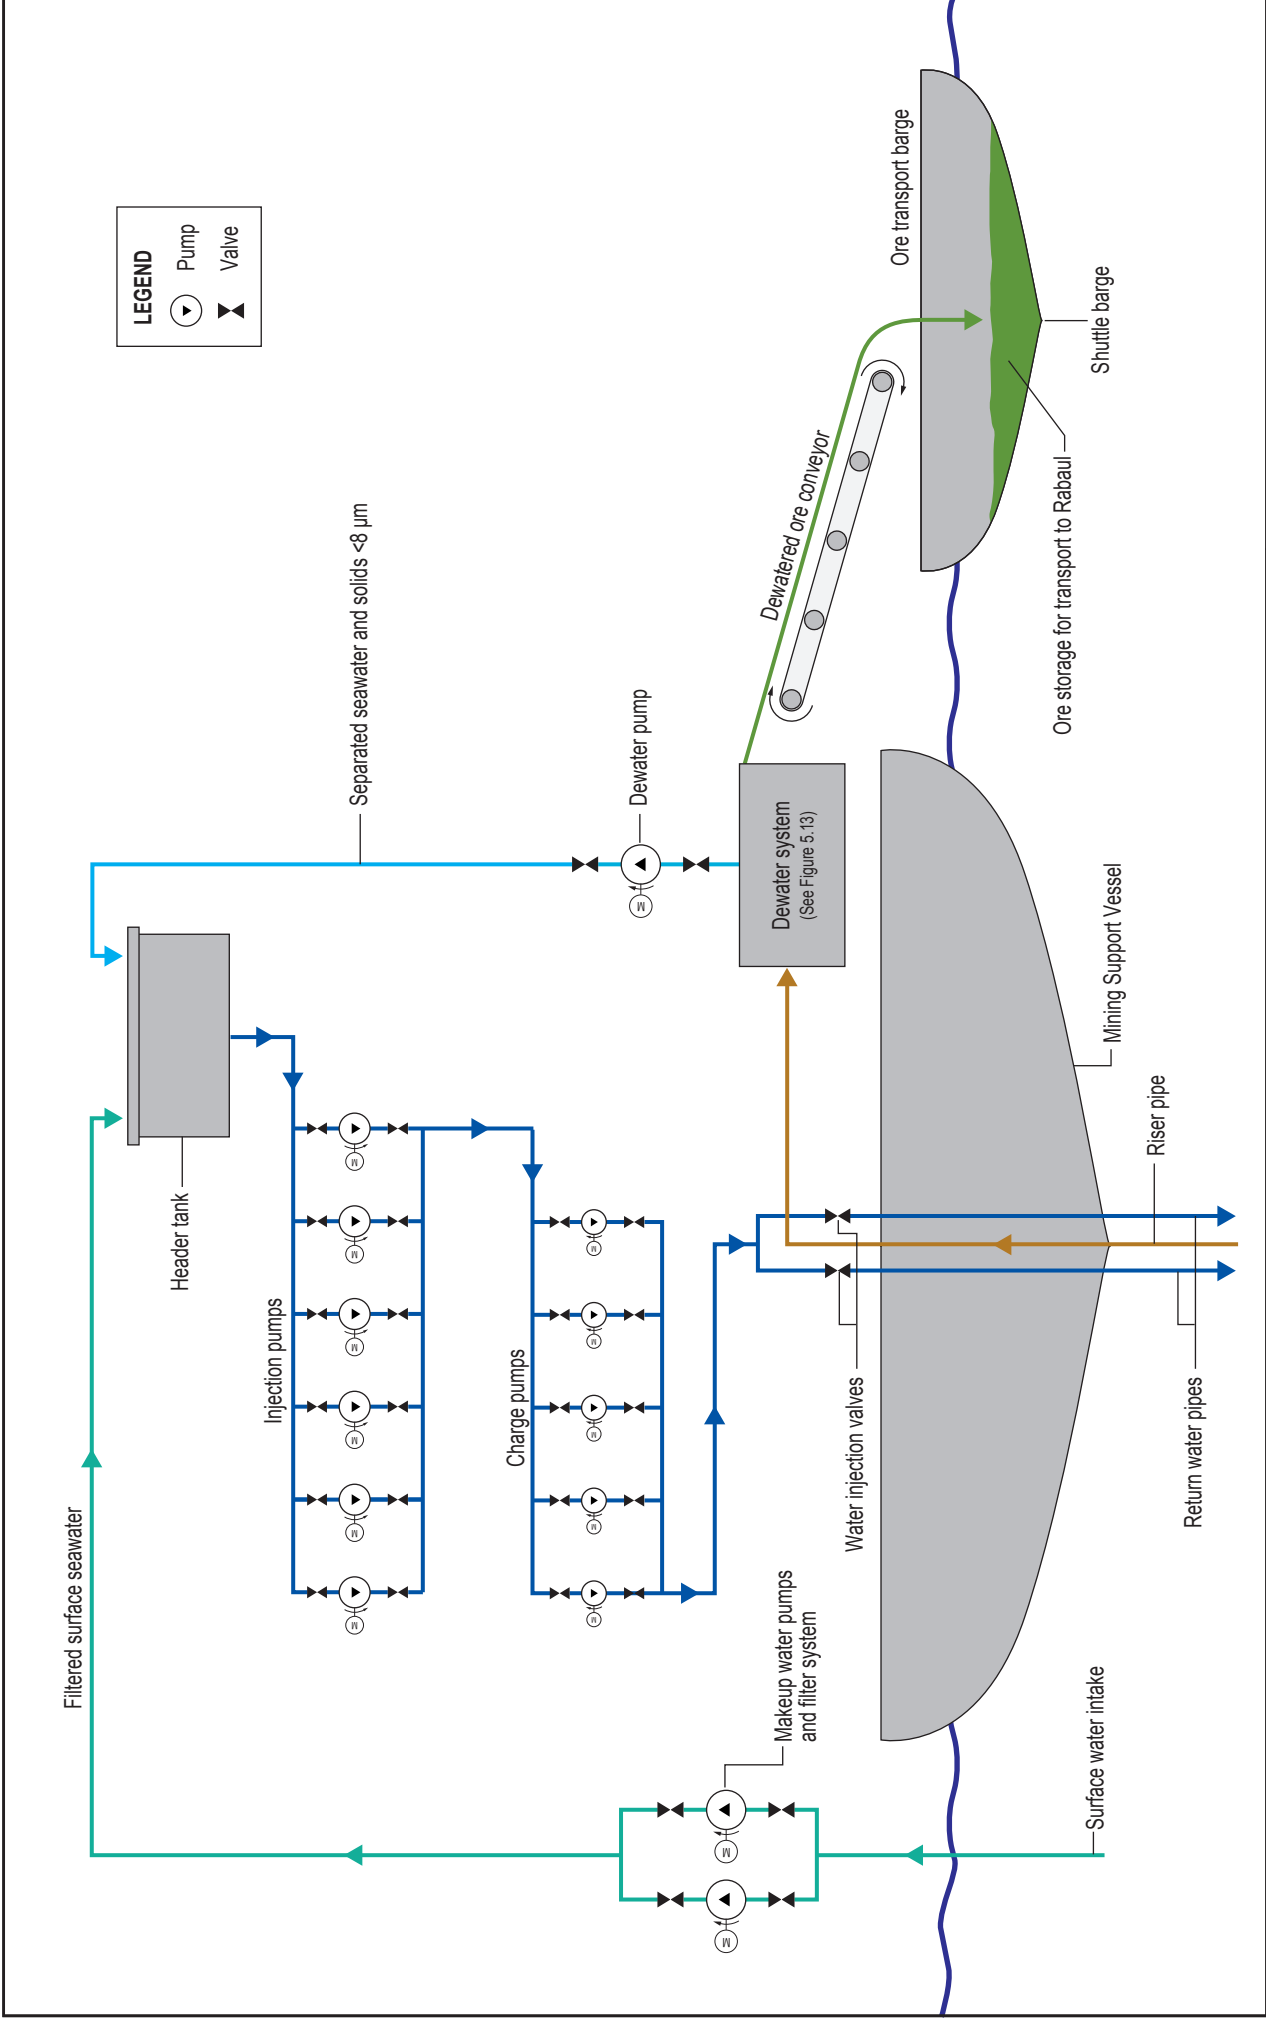 Filtered surface seawater
Header tank
Separated seawater and solids <8 µm
LEGEND
Pump
Valve
Injection pumps
M
M
M
M
M
M
Charge pumps
M
M
M
M
M
Makeup water pumps
and filter system
M
M
Dewater pump
M
Dewater system
(See Figure 5.13)
Dewatered ore conveyor
Ore transport barge
Water injection valves
Surface water intake
Return water pipes
Riser pipe
Mining Support Vessel
Ore storage for transport to Rabaul
Shuttle barge